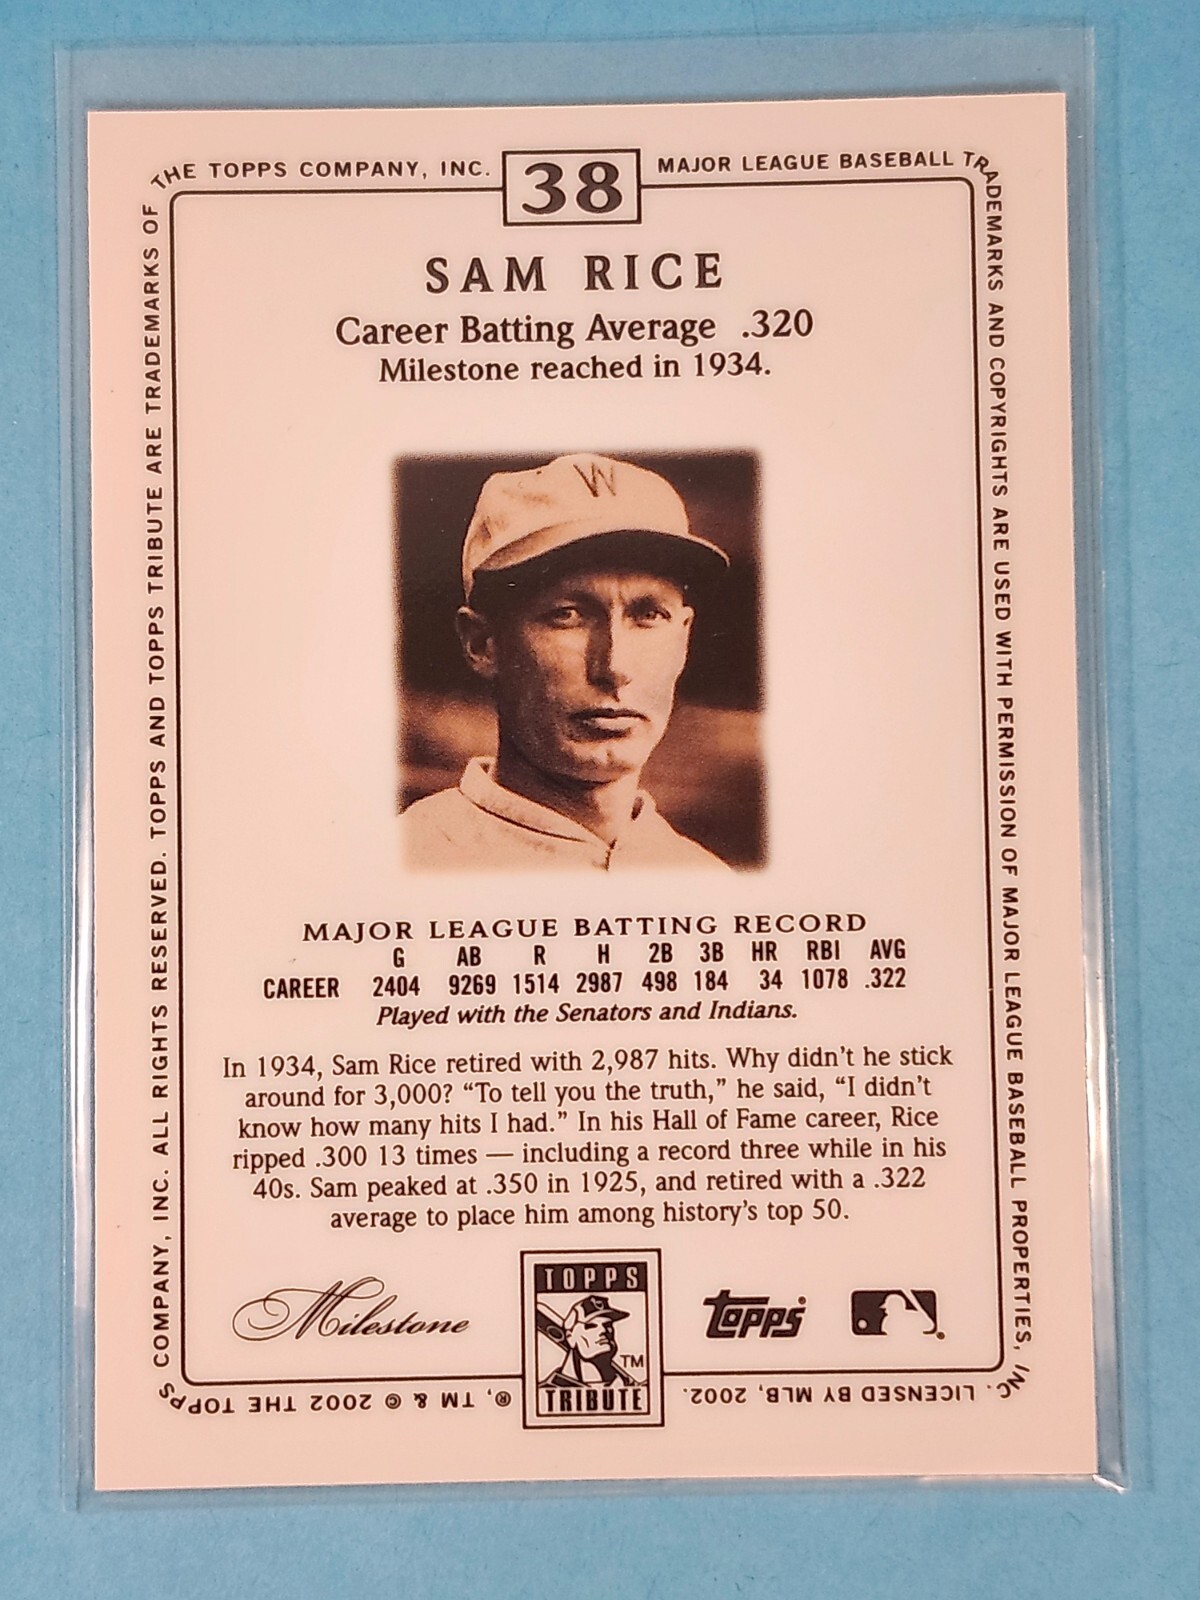 38
THE TOPPS COMPANY, INC.
MAJOR LEAGUE BASEBALL TRADEMARKS AND COPYRIGHTS ARE USED WITH PERMISSION OF MAJOR LEAGUE BASEBALL PROPERTIES, INC. LICENSED BY MLB, 2002.
®, TM & © 2002 THE TOPPS COMPANY, INC. ALL RIGHTS RESERVED. TOPPS AND TOPPS TRIBUTE ARE TRADEMARKS OF
SAM RICE
Career Batting Average .320
Milestone reached in 1934.
W
MAJOR LEAGUE BATTING RECORD
G AB R H 2B 3B HR RBI AVG
CAREER 2404 9269 1514 2987 498 184 34 1078 .322
Played with the Senators and Indians.
In 1934, Sam Rice retired with 2,987 hits. Why didn't he stick
around for 3,000? "To tell you the truth," he said, "I didn't
know how many hits I had." In his Hall of Fame career, Rice
ripped .300 13 times — including a record three while in his
40s. Sam peaked at .350 in 1925, and retired with a .322
average to place him among history's top 50.
Milestone
TOPPS
TM
TRIBUTE
topps